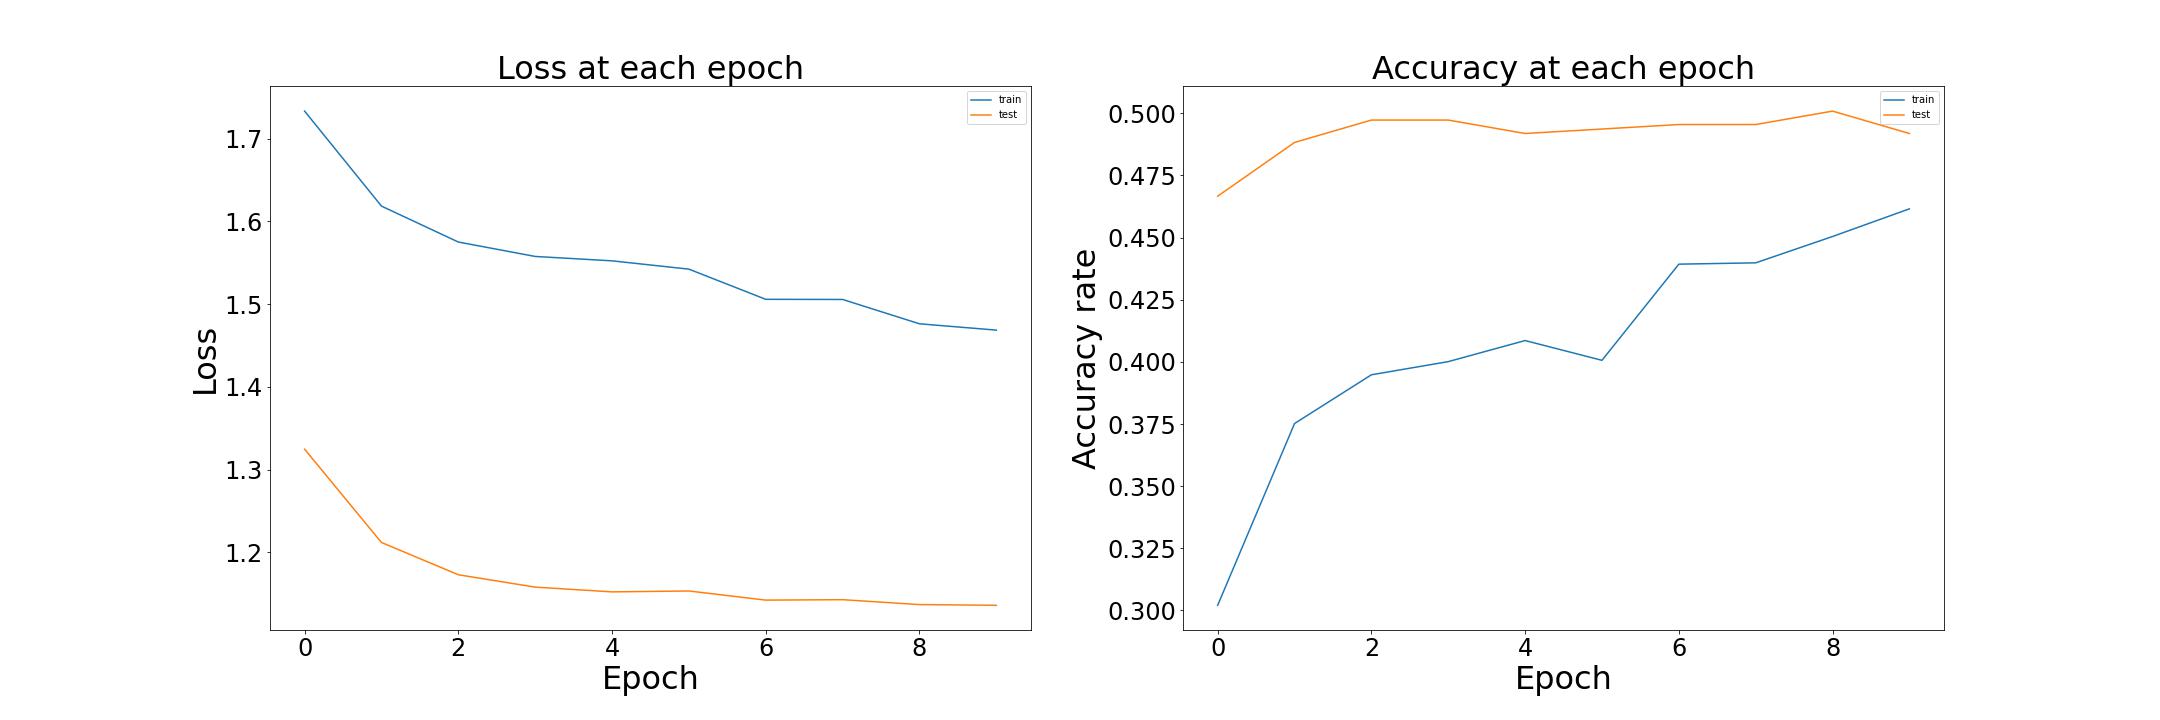 Loss at each epoch
train
test
1.7
1.6
1.5
1.4
1.3
1.2
Loss
0 2 4 6 8
Epoch
Accuracy at each epoch
train
test
0.500
0.475
0.450
0.425
0.400
0.375
0.350
0.325
0.300
Accuracy rate
0 2 4 6 8
Epoch